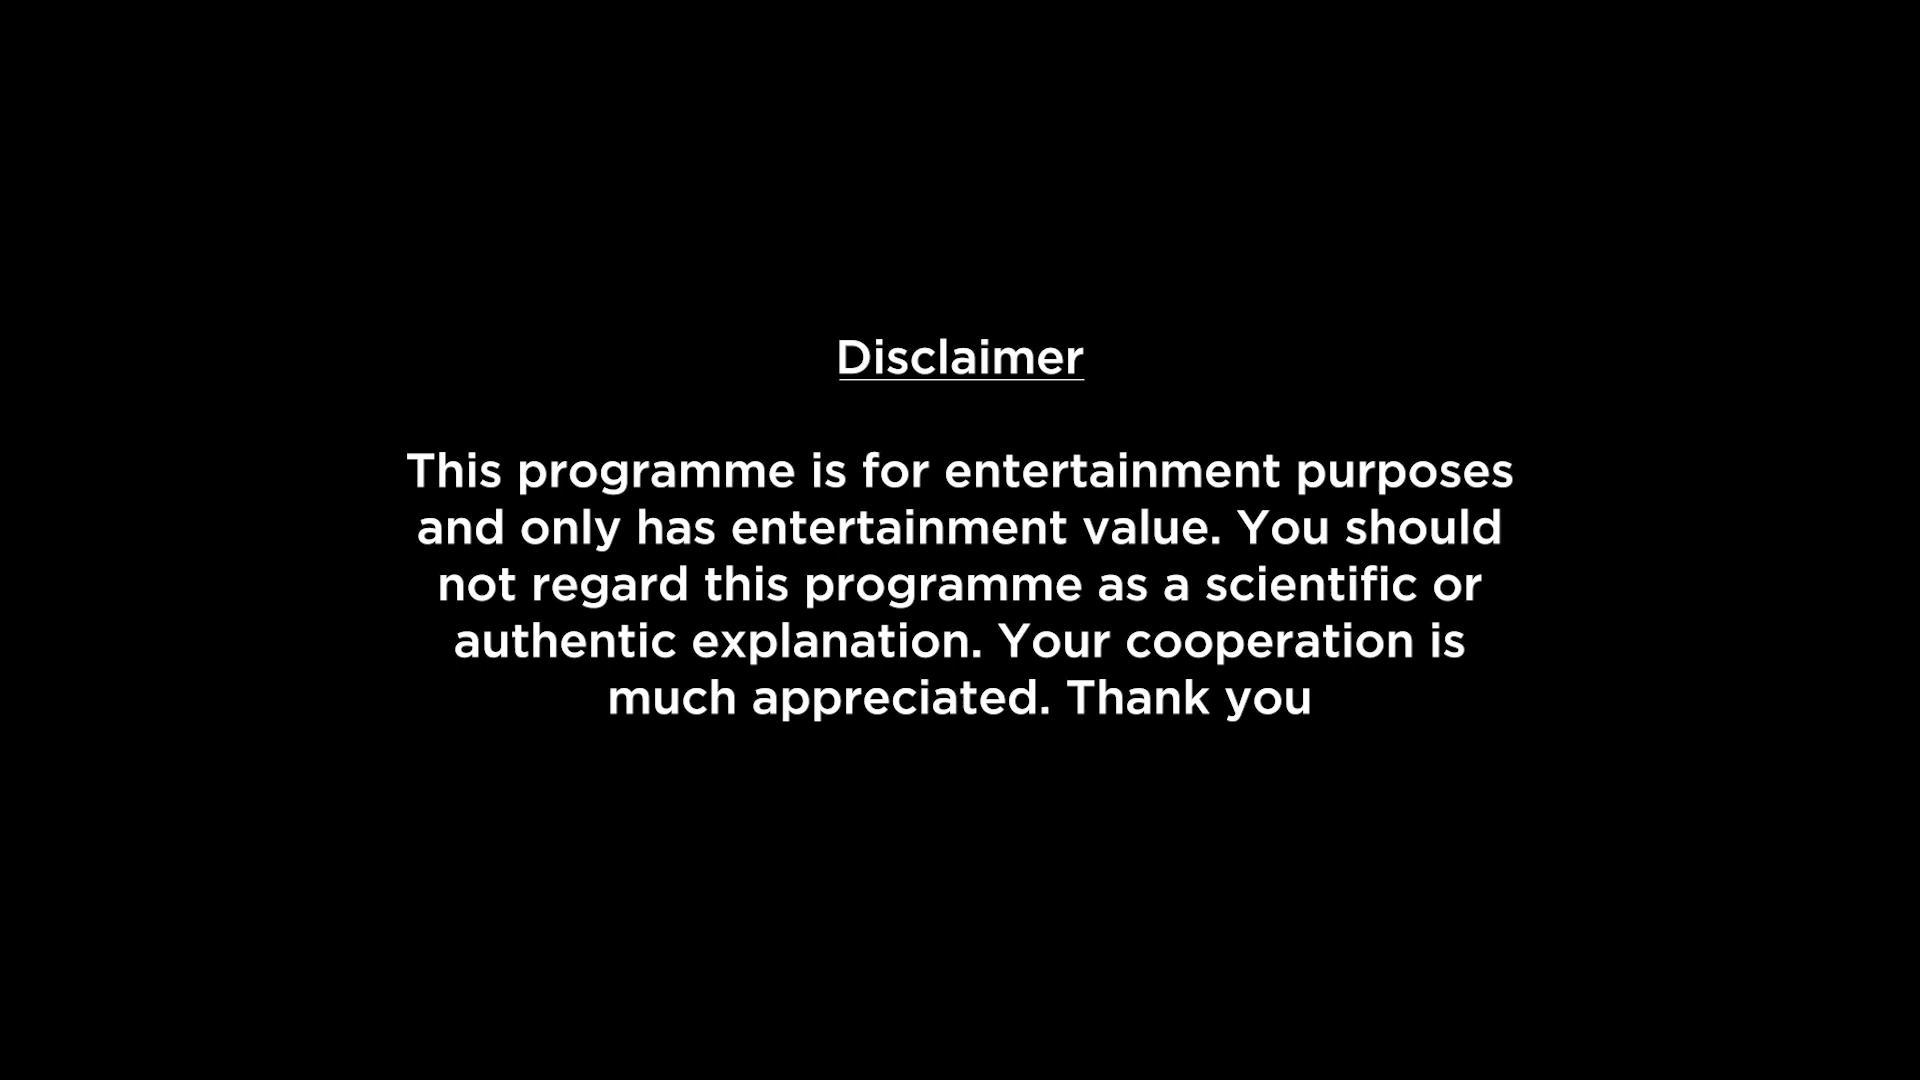 Disclaimer
This programme is for entertainment purposes
and only has entertainment value. You should
not regard this programme as a scientific or
authentic explanation. Your cooperation is
much appreciated. Thank you